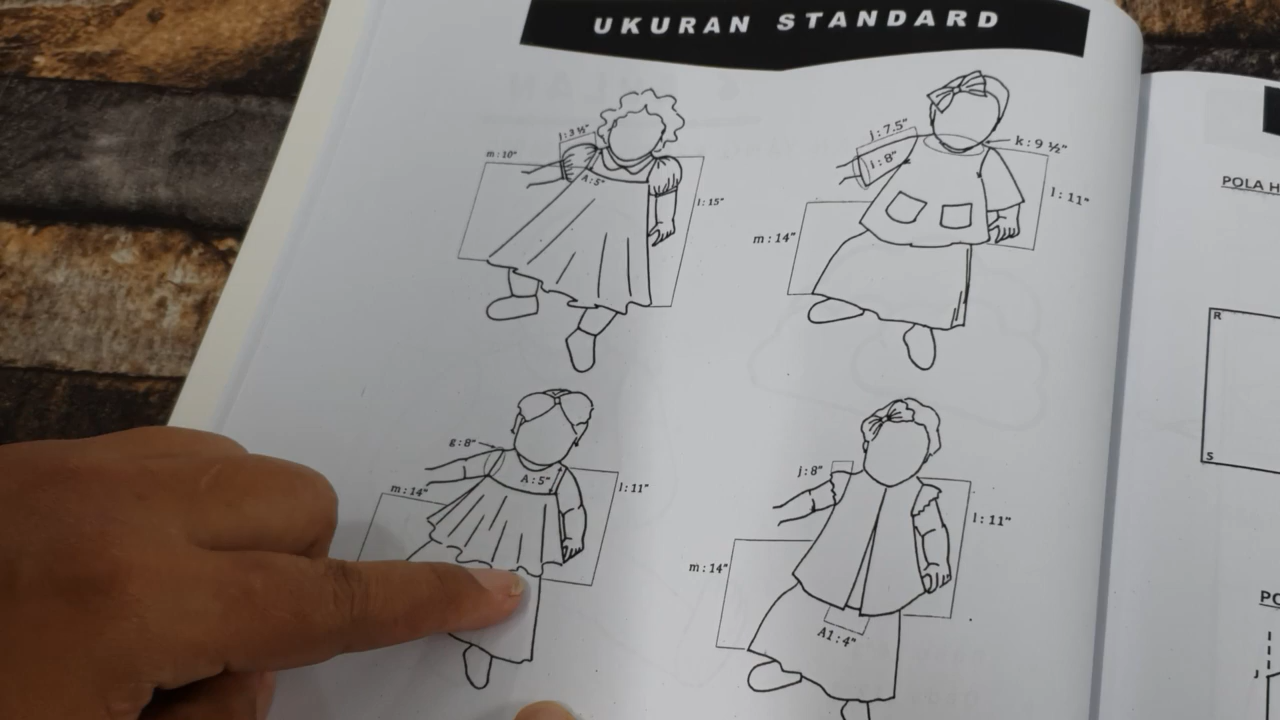 UKURAN STANDARD
j : 3 ½"
m : 10"
A : 5"
l : 15"
j : 7.5"
i : 8"
k : 9 ½"
l : 11"
m : 14"
POLA H
R
S
g : 8"
A : 5"
m : 14"
l : 11"
j : 8"
l : 11"
m : 14"
A1 : 4"
PO
J